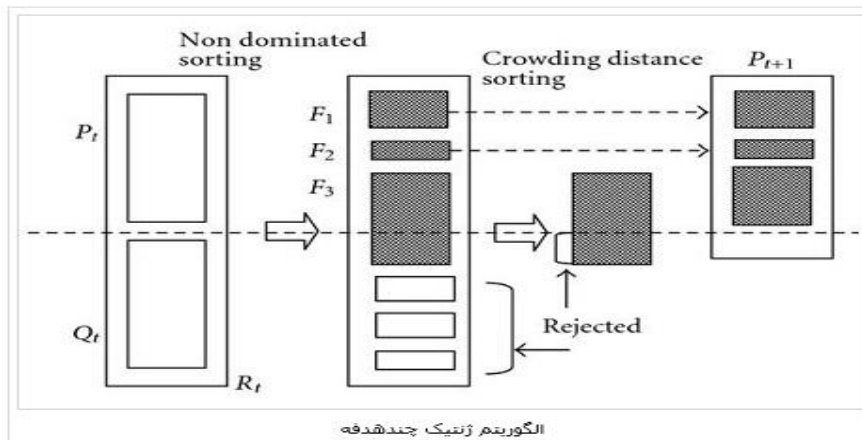 Non dominated
sorting
Crowding distance
sorting
P_{t+1}
P_t
F_1
F_2
F_3
Q_t
Rejected
R_t
الگوریتم ژنتیک چندهدفه